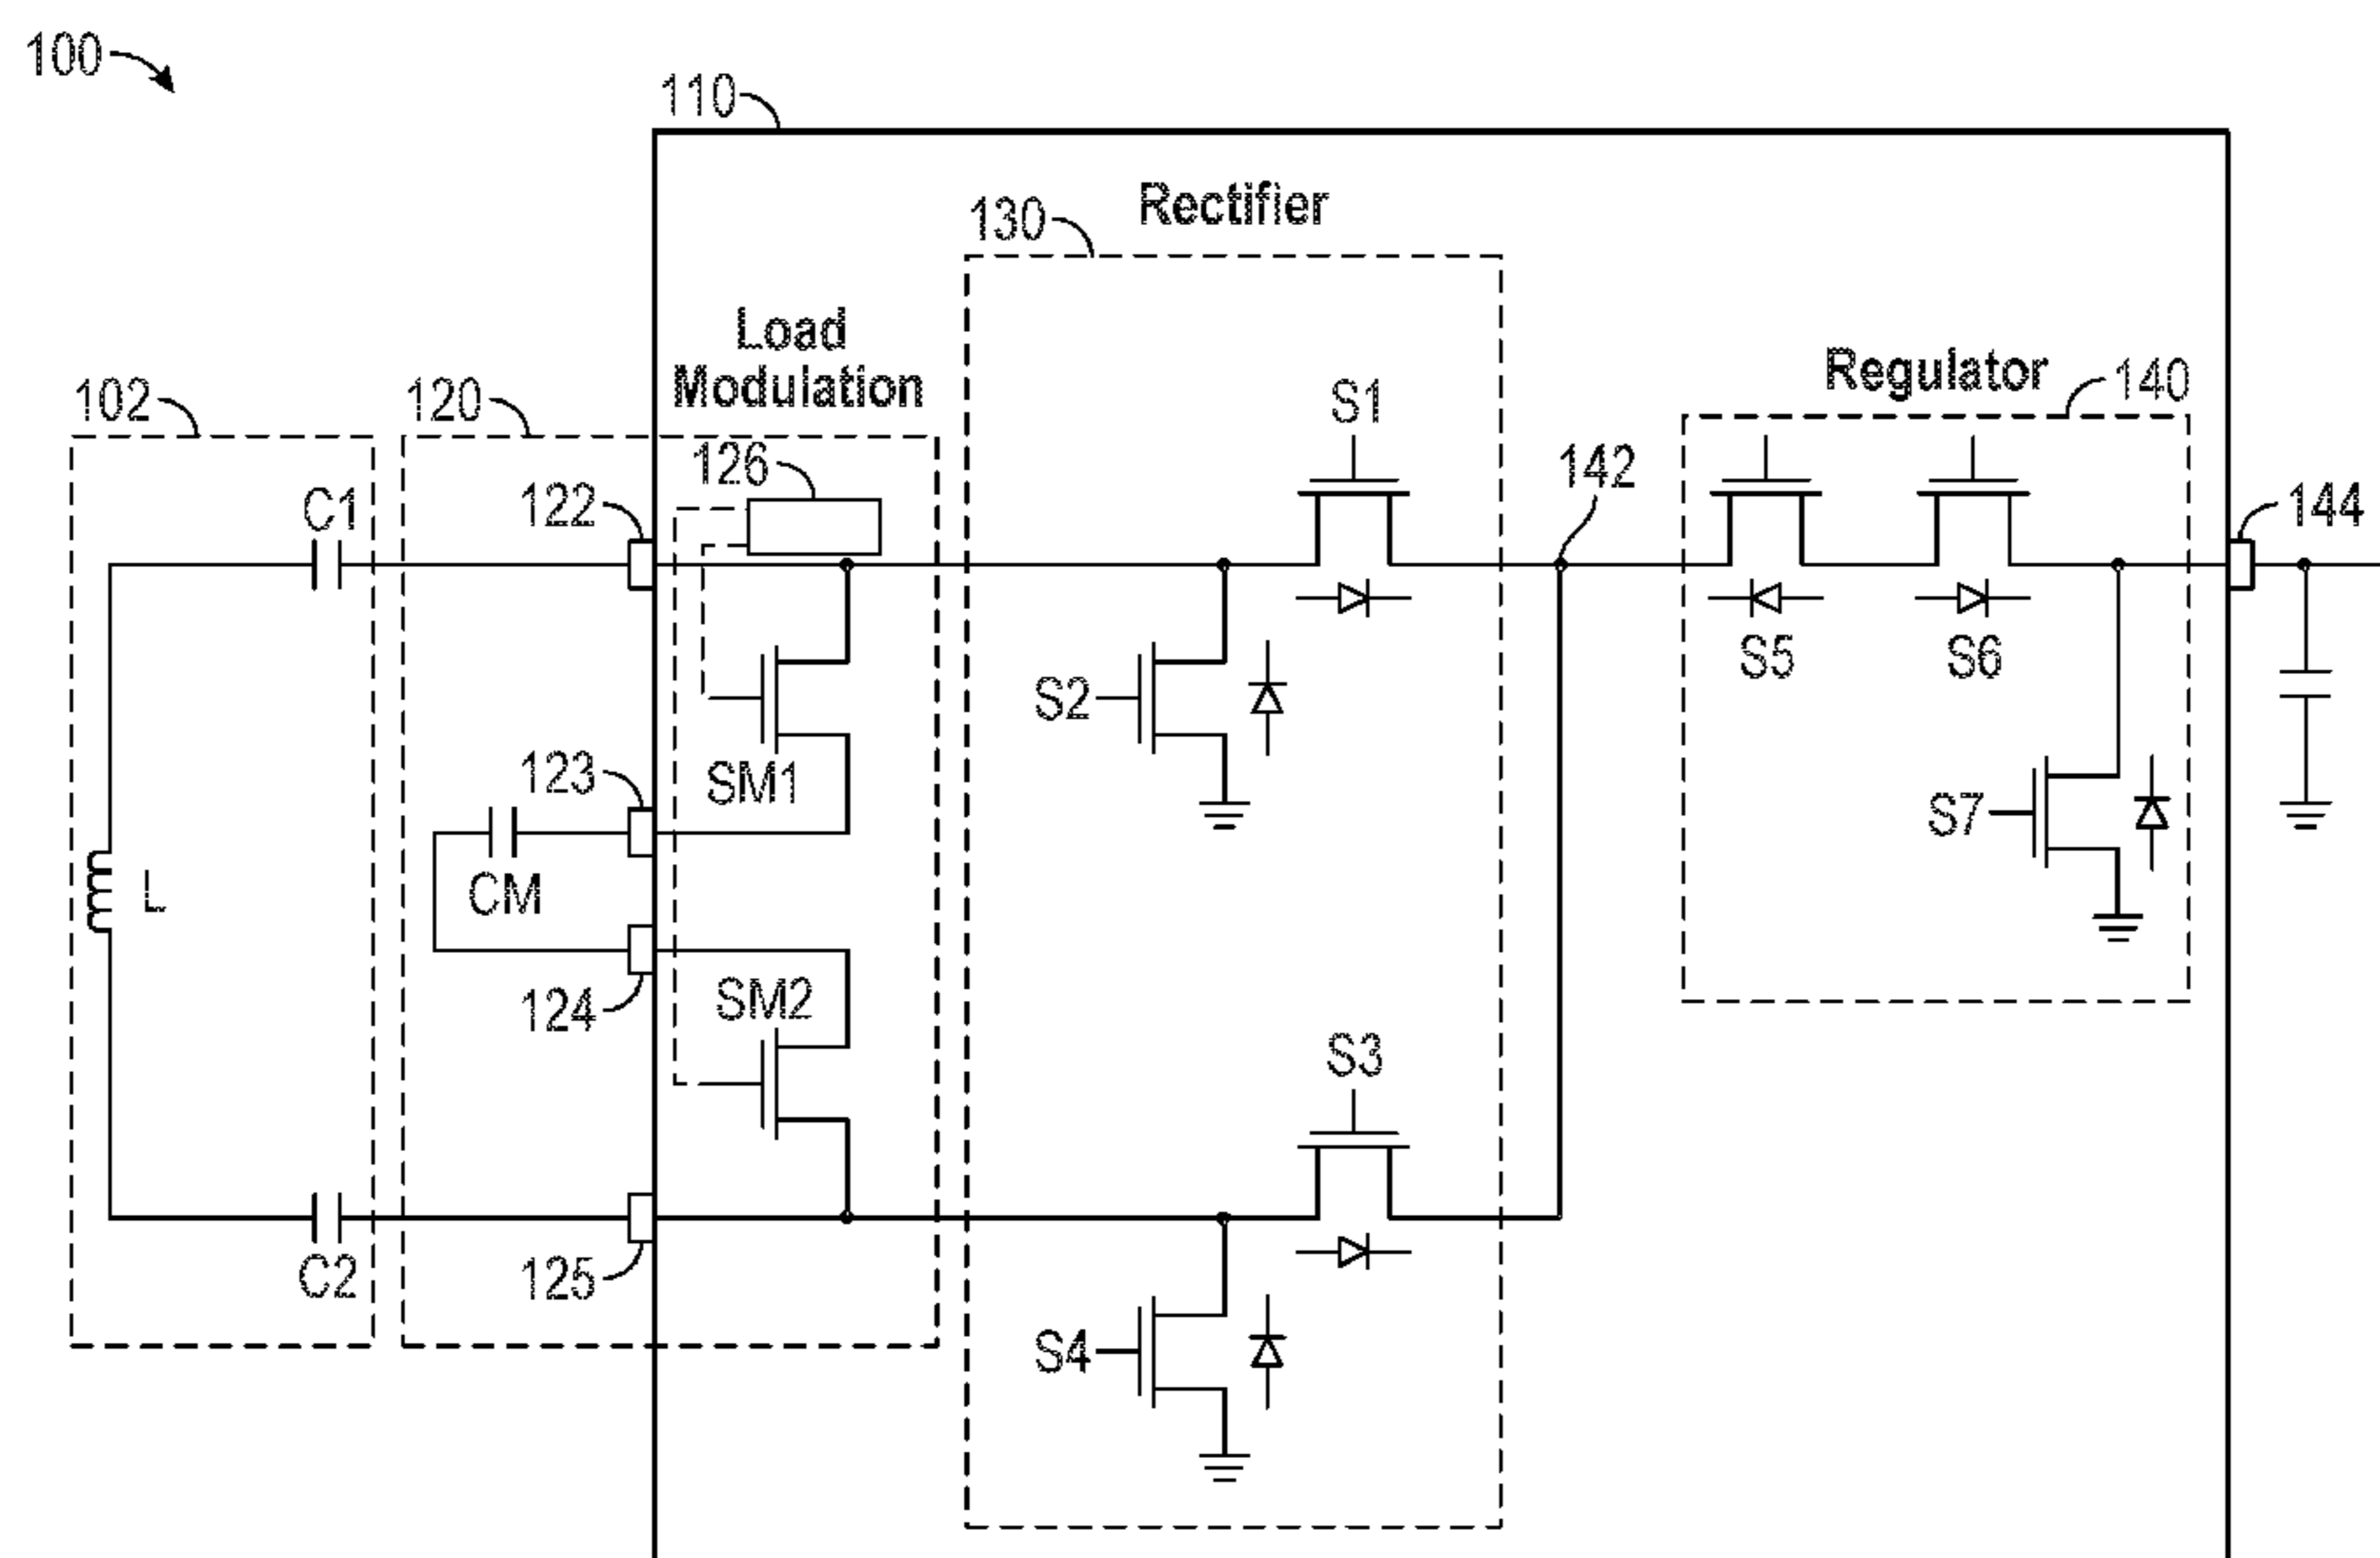 100
110
Rectifier
130
Load
Modulation
102
120
Regulator
140
S1
126
142
C1
122
144
S5
S6
S2
123
SM1
S7
CM
L
SM2
124
S3
125
C2
S4